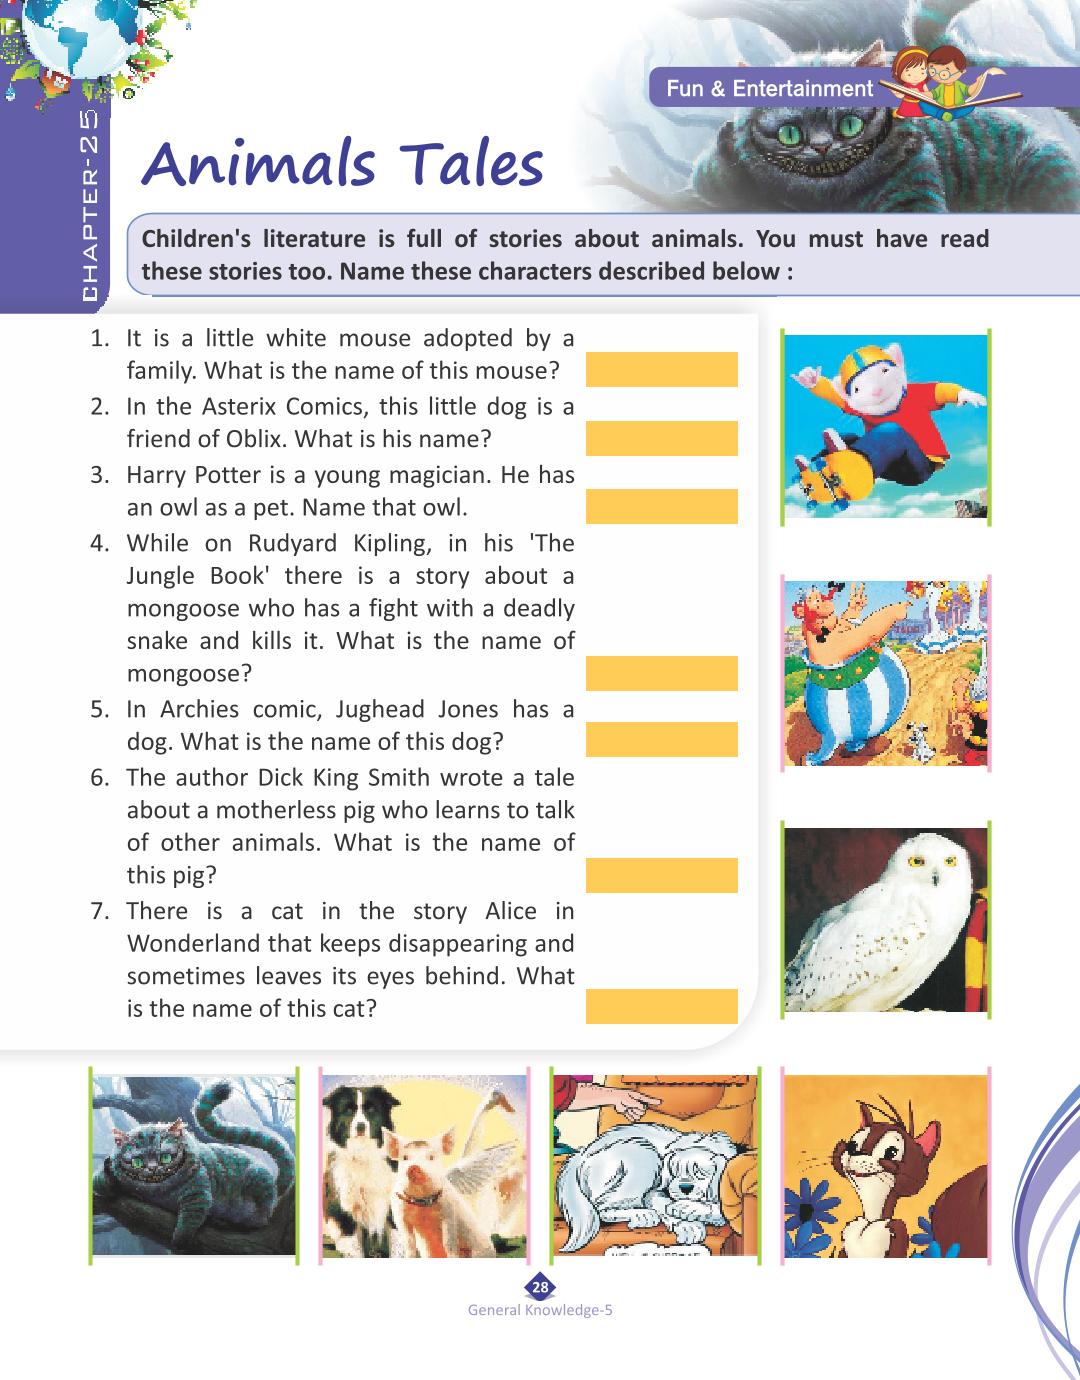 Fun & Entertainment
CHAPTER-25
Animals Tales
Children's literature is full of stories about animals. You must have read
these stories too. Name these characters described below :
1. It is a little white mouse adopted by a
family. What is the name of this mouse?
2. In the Asterix Comics, this little dog is a
friend of Oblix. What is his name?
3. Harry Potter is a young magician. He has
an owl as a pet. Name that owl.
4. While on Rudyard Kipling, in his 'The
Jungle Book' there is a story about a
mongoose who has a fight with a deadly
snake and kills it. What is the name of
mongoose?
5. In Archies comic, Jughead Jones has a
dog. What is the name of this dog?
6. The author Dick King Smith wrote a tale
about a motherless pig who learns to talk
of other animals. What is the name of
this pig?
7. There is a cat in the story Alice in
Wonderland that keeps disappearing and
sometimes leaves its eyes behind. What
is the name of this cat?
28
General Knowledge-5